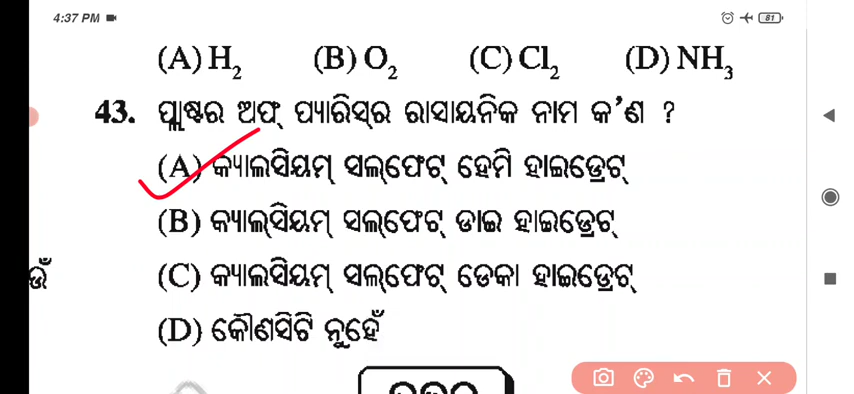 4:37 PM 81
(A) H2 (B) O2 (C) Cl2 (D) NH3
43. ପ୍ଲାଷ୍ଟର ଅଫ୍ ପ୍ୟାରିସ୍‌ର ରାସାୟନିକ ନାମ କ'ଣ ?
(A) କ୍ୟାଲସିୟମ୍ ସଲ୍‌ଫେଟ୍ ହେମି ହାଇଡ୍ରେଟ୍
(B) କ୍ୟାଲ୍‌ସିୟମ୍ ସଲ୍‌ଫେଟ୍ ଡାଇ ହାଇଡ୍ରେଟ୍
(C) କ୍ୟାଲସିୟମ୍ ସଲ୍‌ଫେଟ୍ ଡେକା ହାଇଡ୍ରେଟ୍
(D) କୌଣସିଟି ନୁହେଁ